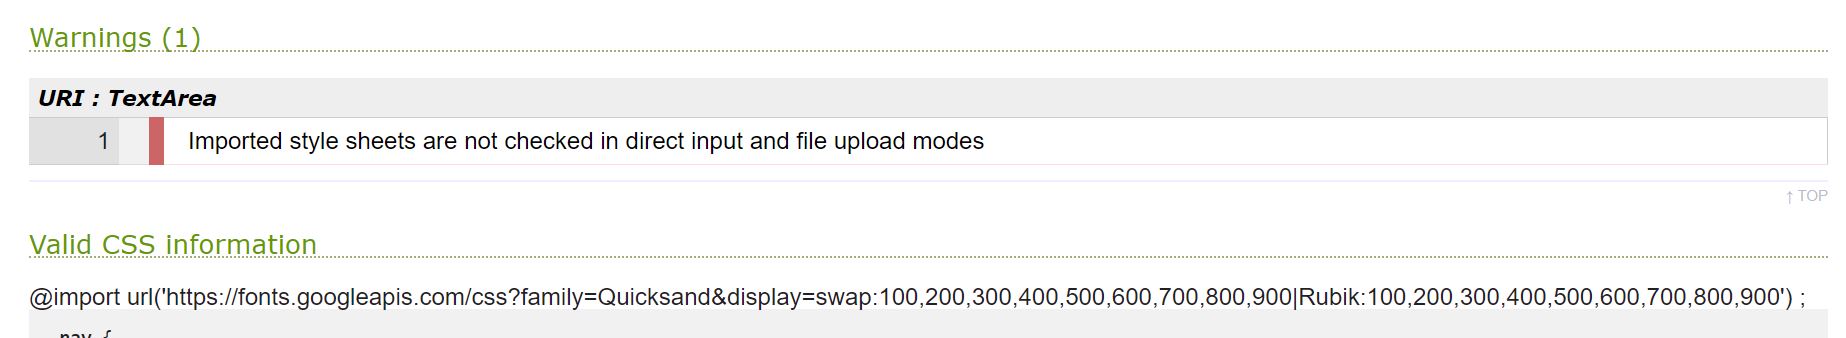 Warnings (1)
URI : TextArea
1 Imported style sheets are not checked in direct input and file upload modes
↑ TOP
Valid CSS information
@import url('https://fonts.googleapis.com/css?family=Quicksand&display=swap:100,200,300,400,500,600,700,800,900|Rubik:100,200,300,400,500,600,700,800,900') ;
nav {